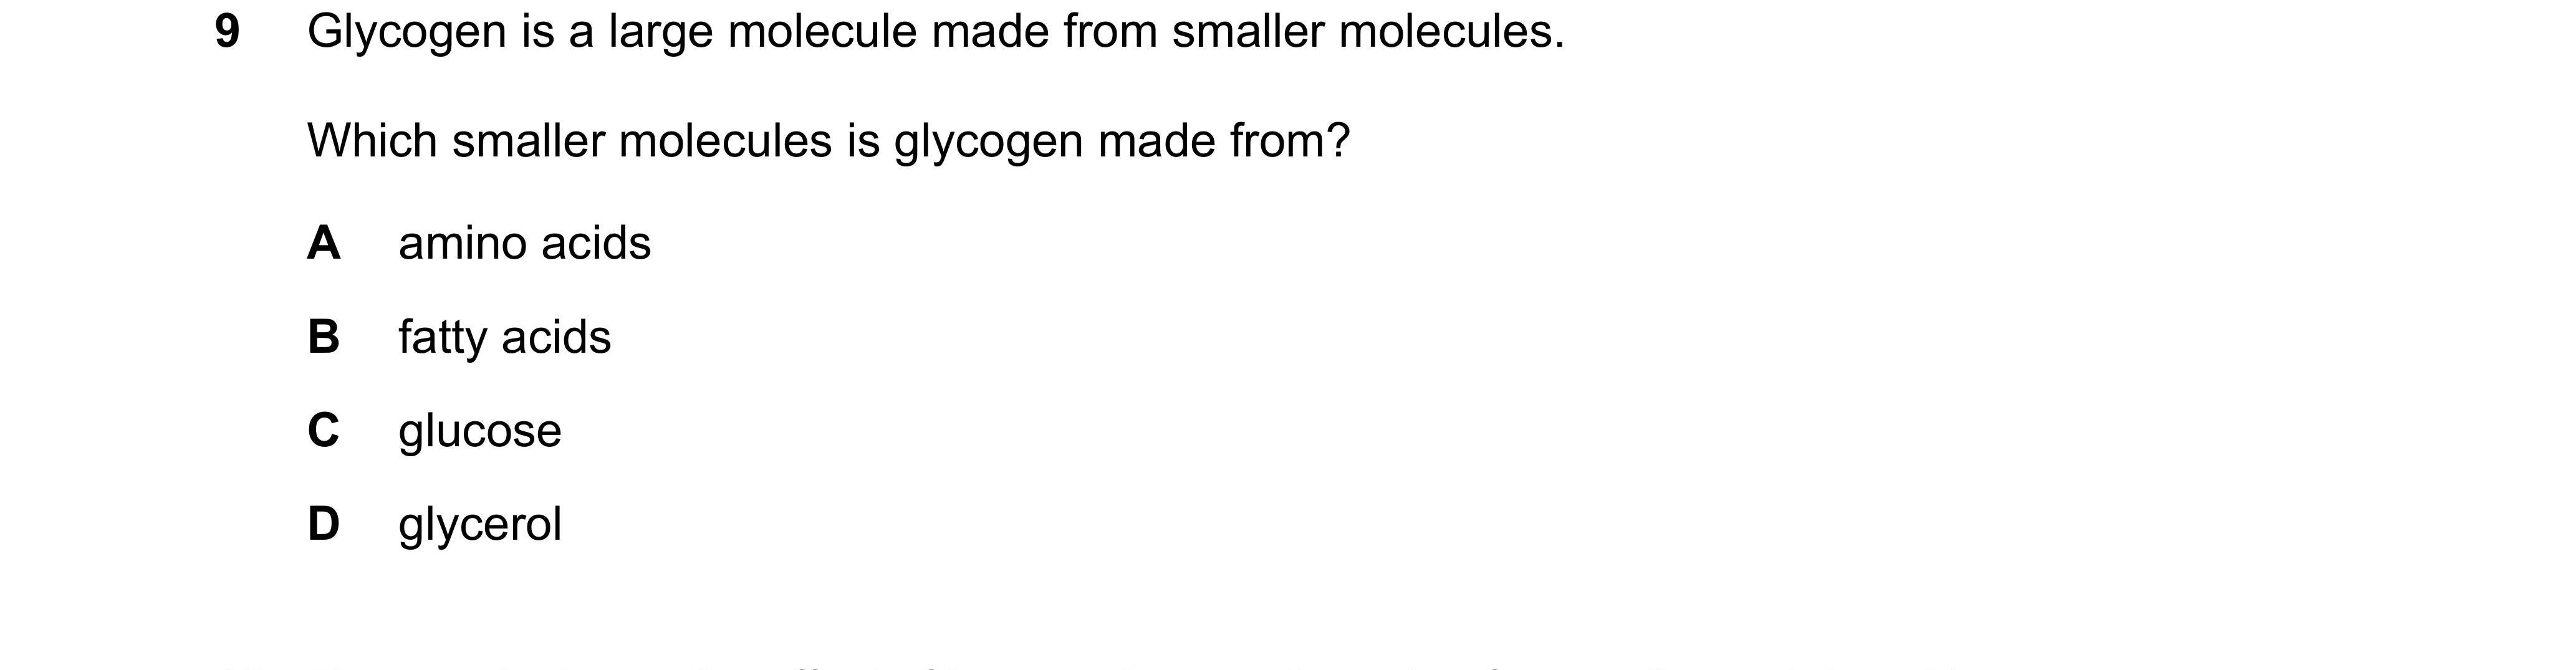 9 Glycogen is a large molecule made from smaller molecules.
Which smaller molecules is glycogen made from?
A amino acids
B fatty acids
C glucose
D glycerol